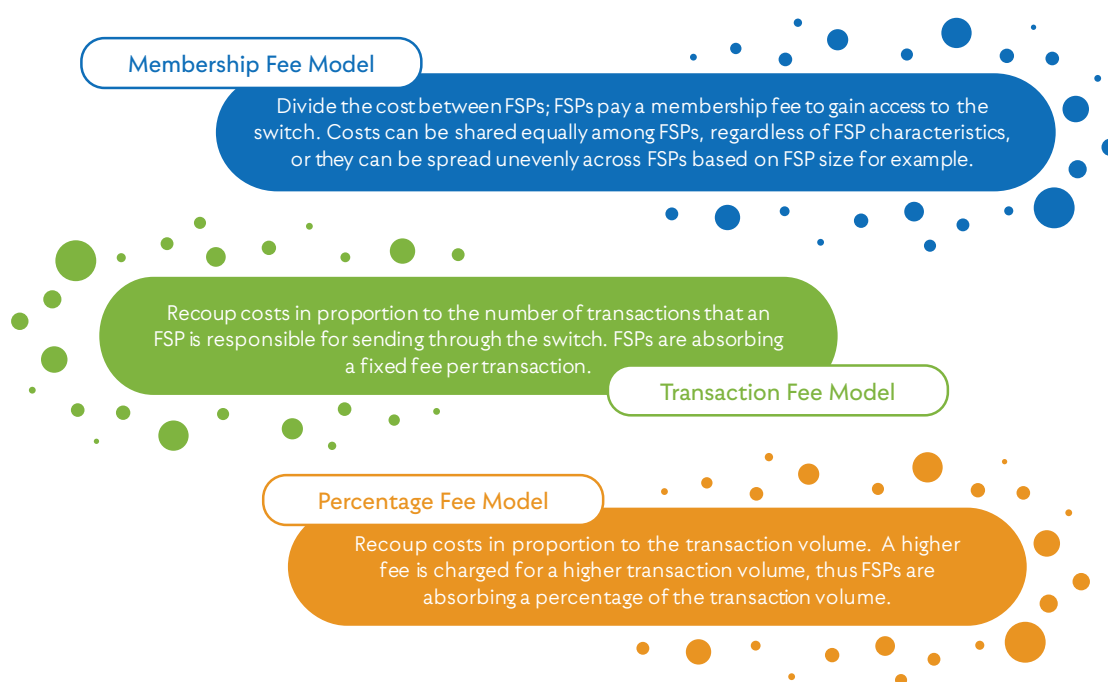 Membership Fee Model
Divide the cost between FSPs; FSPs pay a membership fee to gain access to the
switch. Costs can be shared equally among FSPs, regardless of FSP characteristics,
or they can be spread unevenly across FSPs based on FSP size for example.
Recoup costs in proportion to the number of transactions that an
FSP is responsible for sending through the switch. FSPs are absorbing
a fixed fee per transaction.
Transaction Fee Model
Percentage Fee Model
Recoup costs in proportion to the transaction volume. A higher
fee is charged for a higher transaction volume, thus FSPs are
absorbing a percentage of the transaction volume.